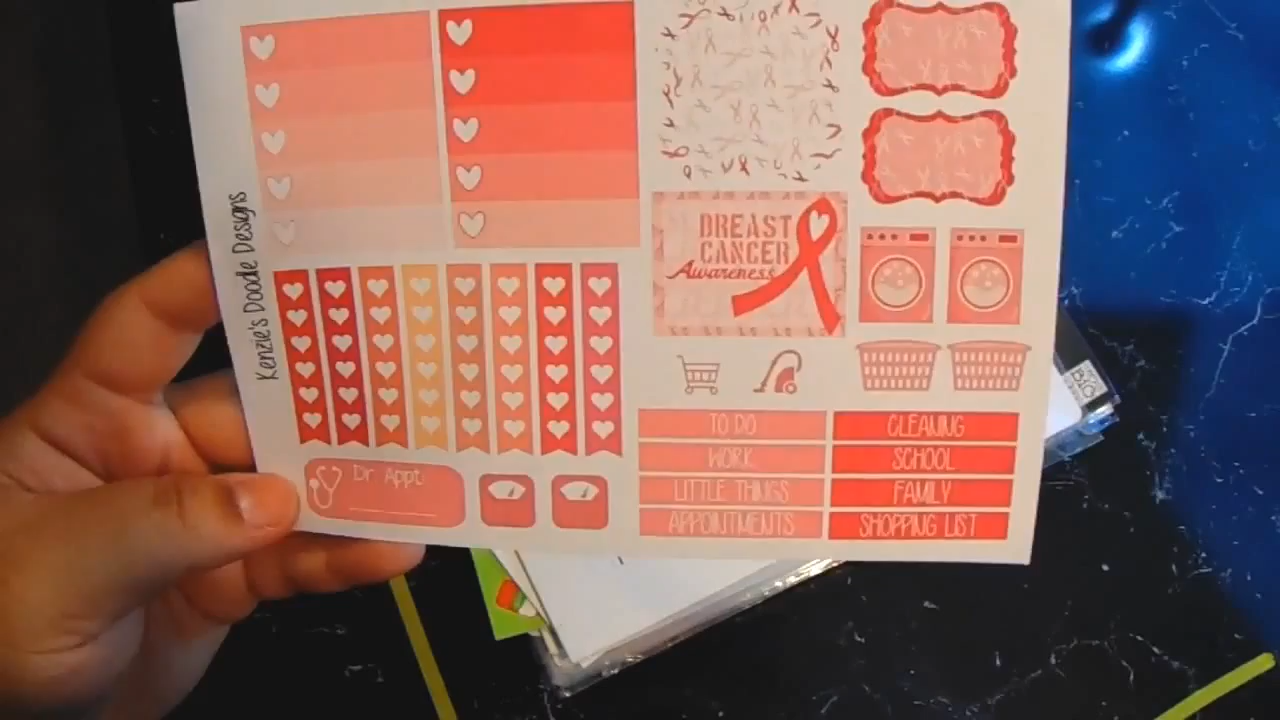 Kenzie's Doodle Designs
BREAST
CANCER
Awareness
Dr Appt
TO DO
WORK
LITTLE THINGS
APPOINTMENTS
CLEANING
SCHOOL
FAMILY
SHOPPING LIST